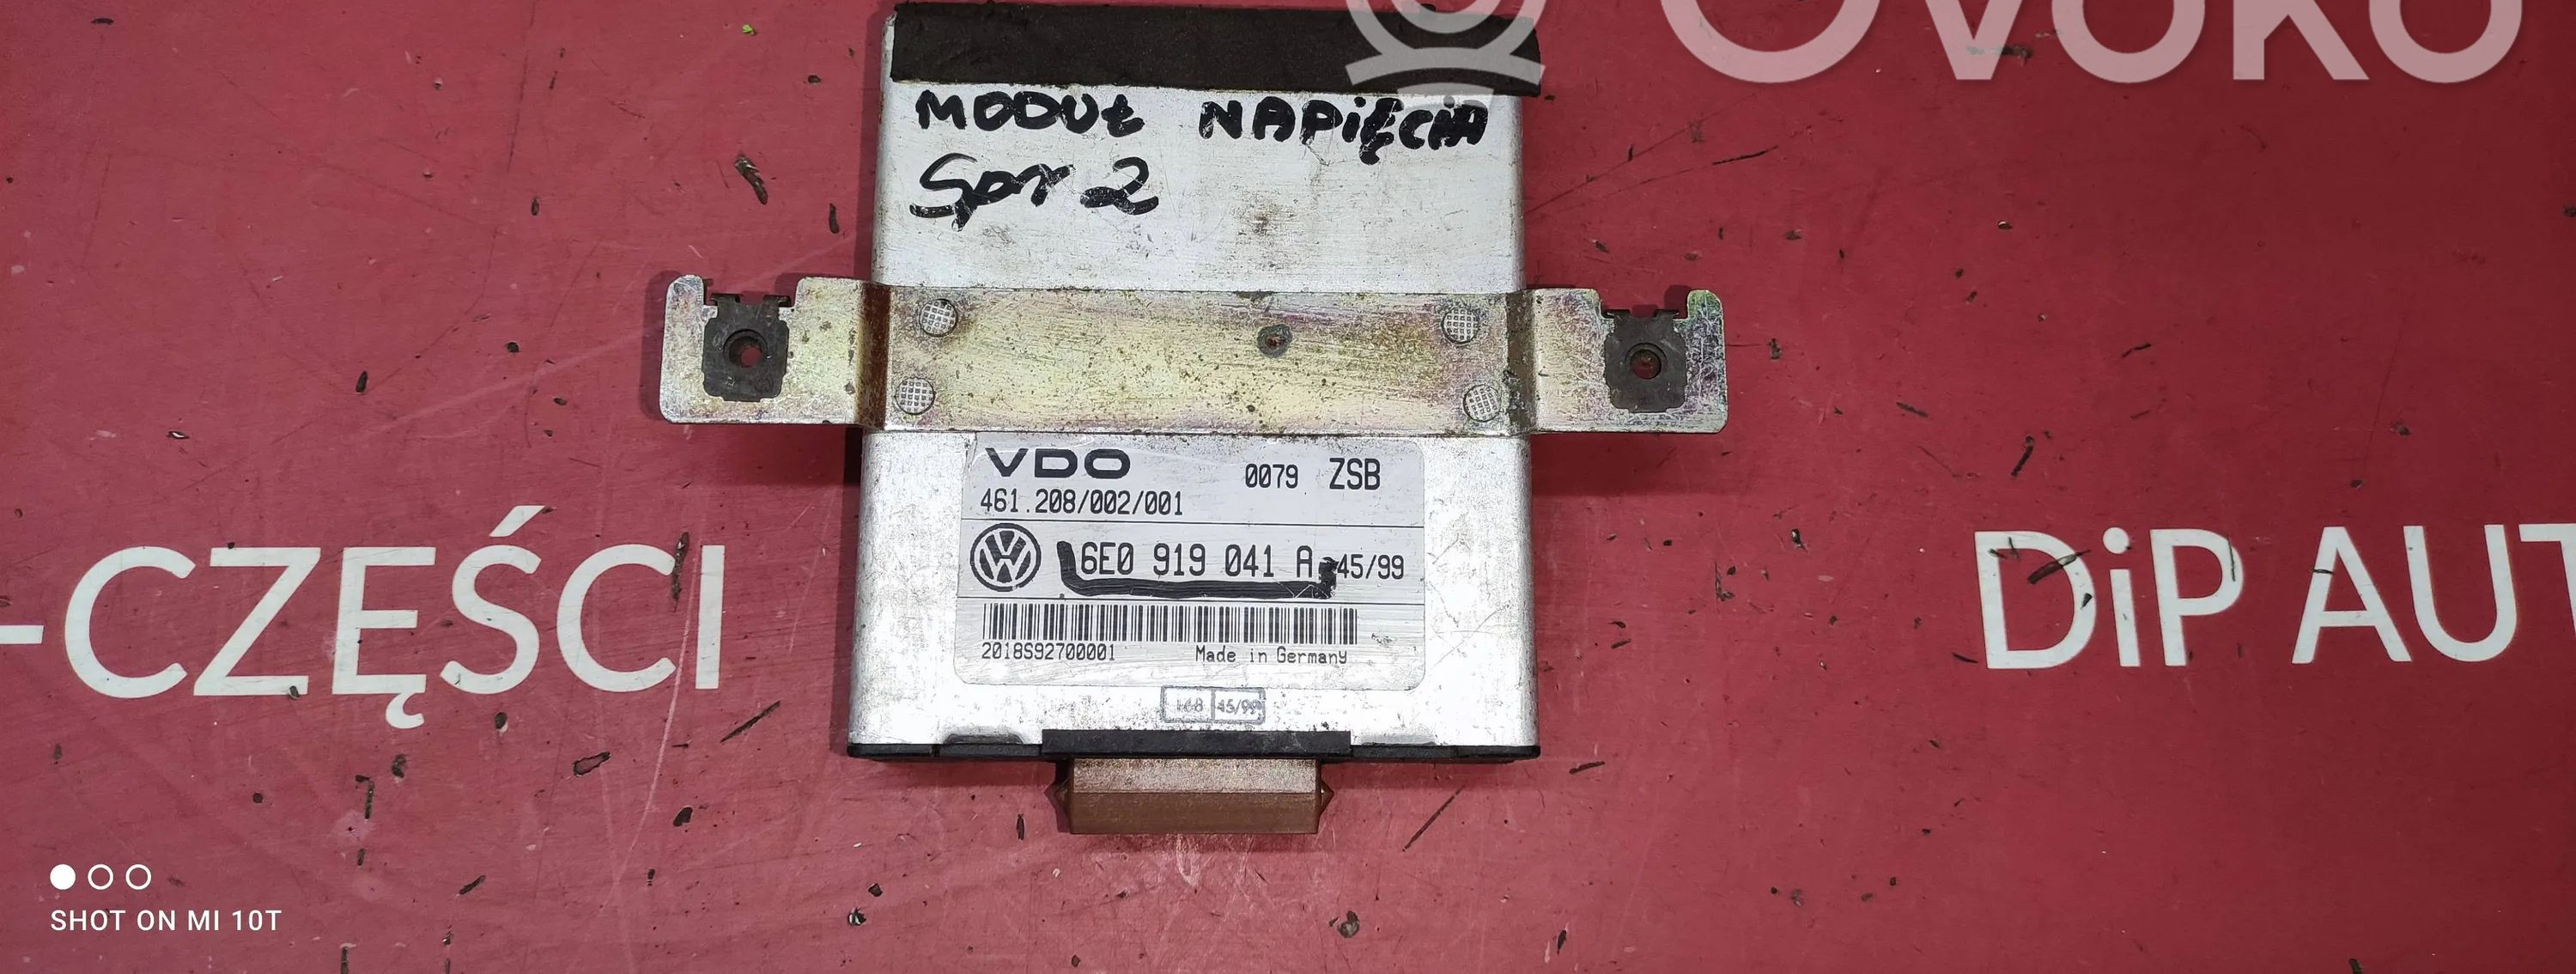 OVOKO
MODUŁ NAPIĘCIA
Spr 2
VDO 0079 ZSB
461.208/002/001
6E0 919 041 A 45/99
2018S92700001 Made in Germany
45/99
-CZĘŚCI DiP AUT
SHOT ON MI 10T